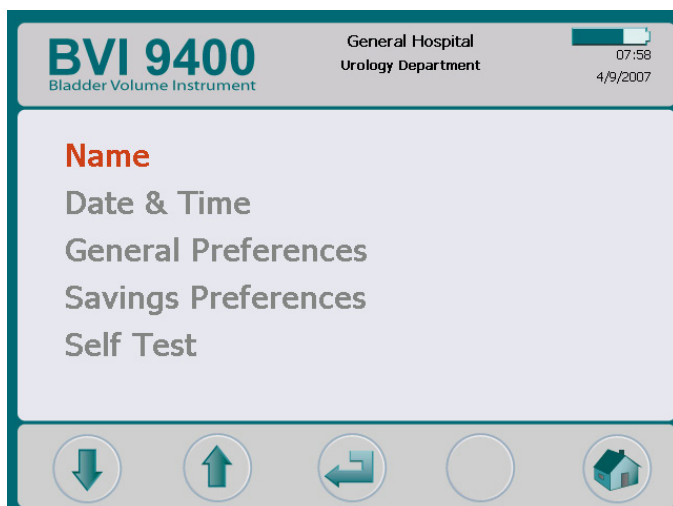 BVI 9400
Bladder Volume Instrument
General Hospital
Urology Department
07:58
4/9/2007
Name
Date & Time
General Preferences
Savings Preferences
Self Test